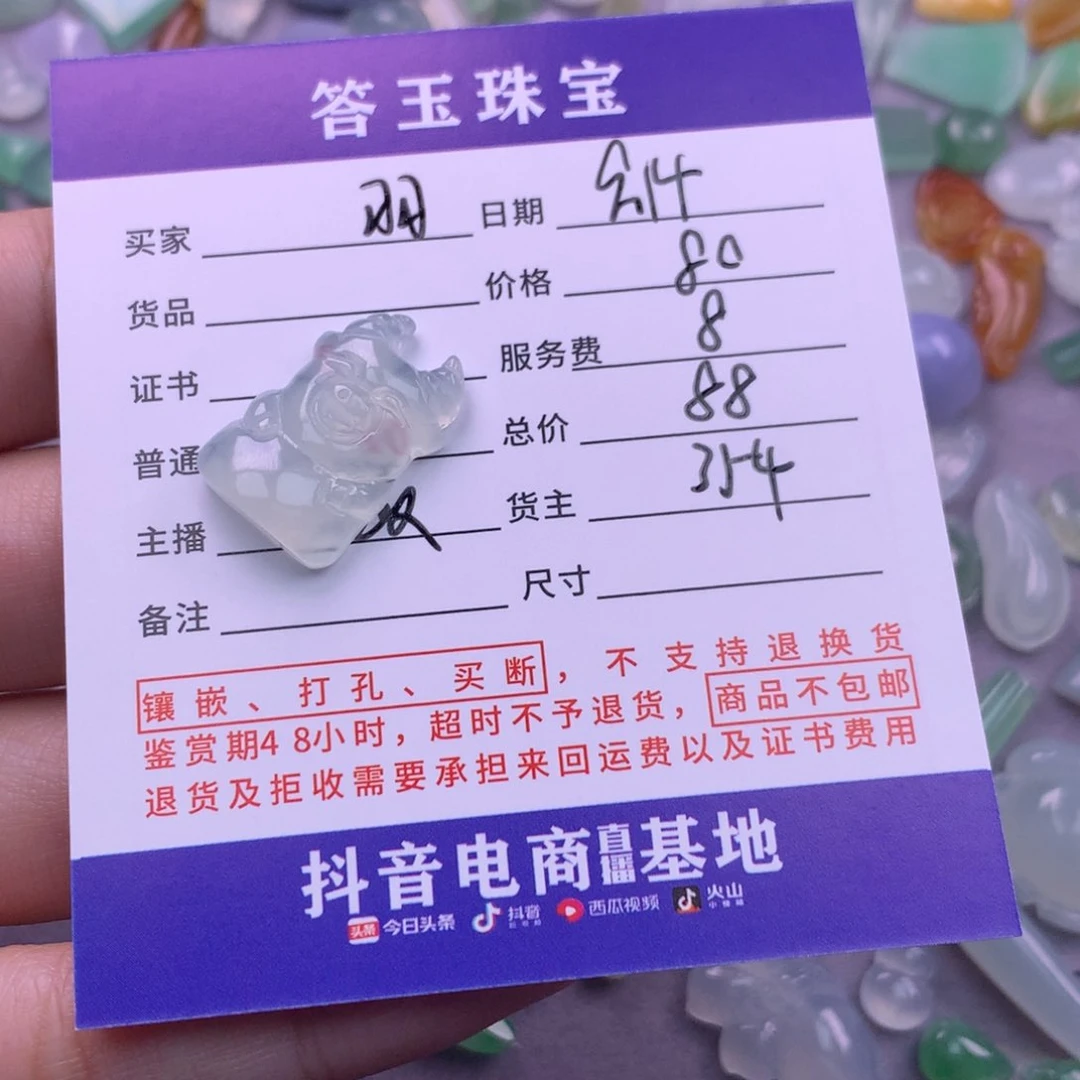 答玉珠宝
买家 羽 日期 14
货品 价格 80
证书 服务费 8
普通 总价 88
主播 货主 354
备注 尺寸
镶嵌、打孔、买断，不支持退换货
鉴赏期48小时，超时不予退货，商品不包邮
退货及拒收需要承担来回运费以及证书费用
抖音电商直播基地
头条 今日头条 抖音 西瓜视频 火山